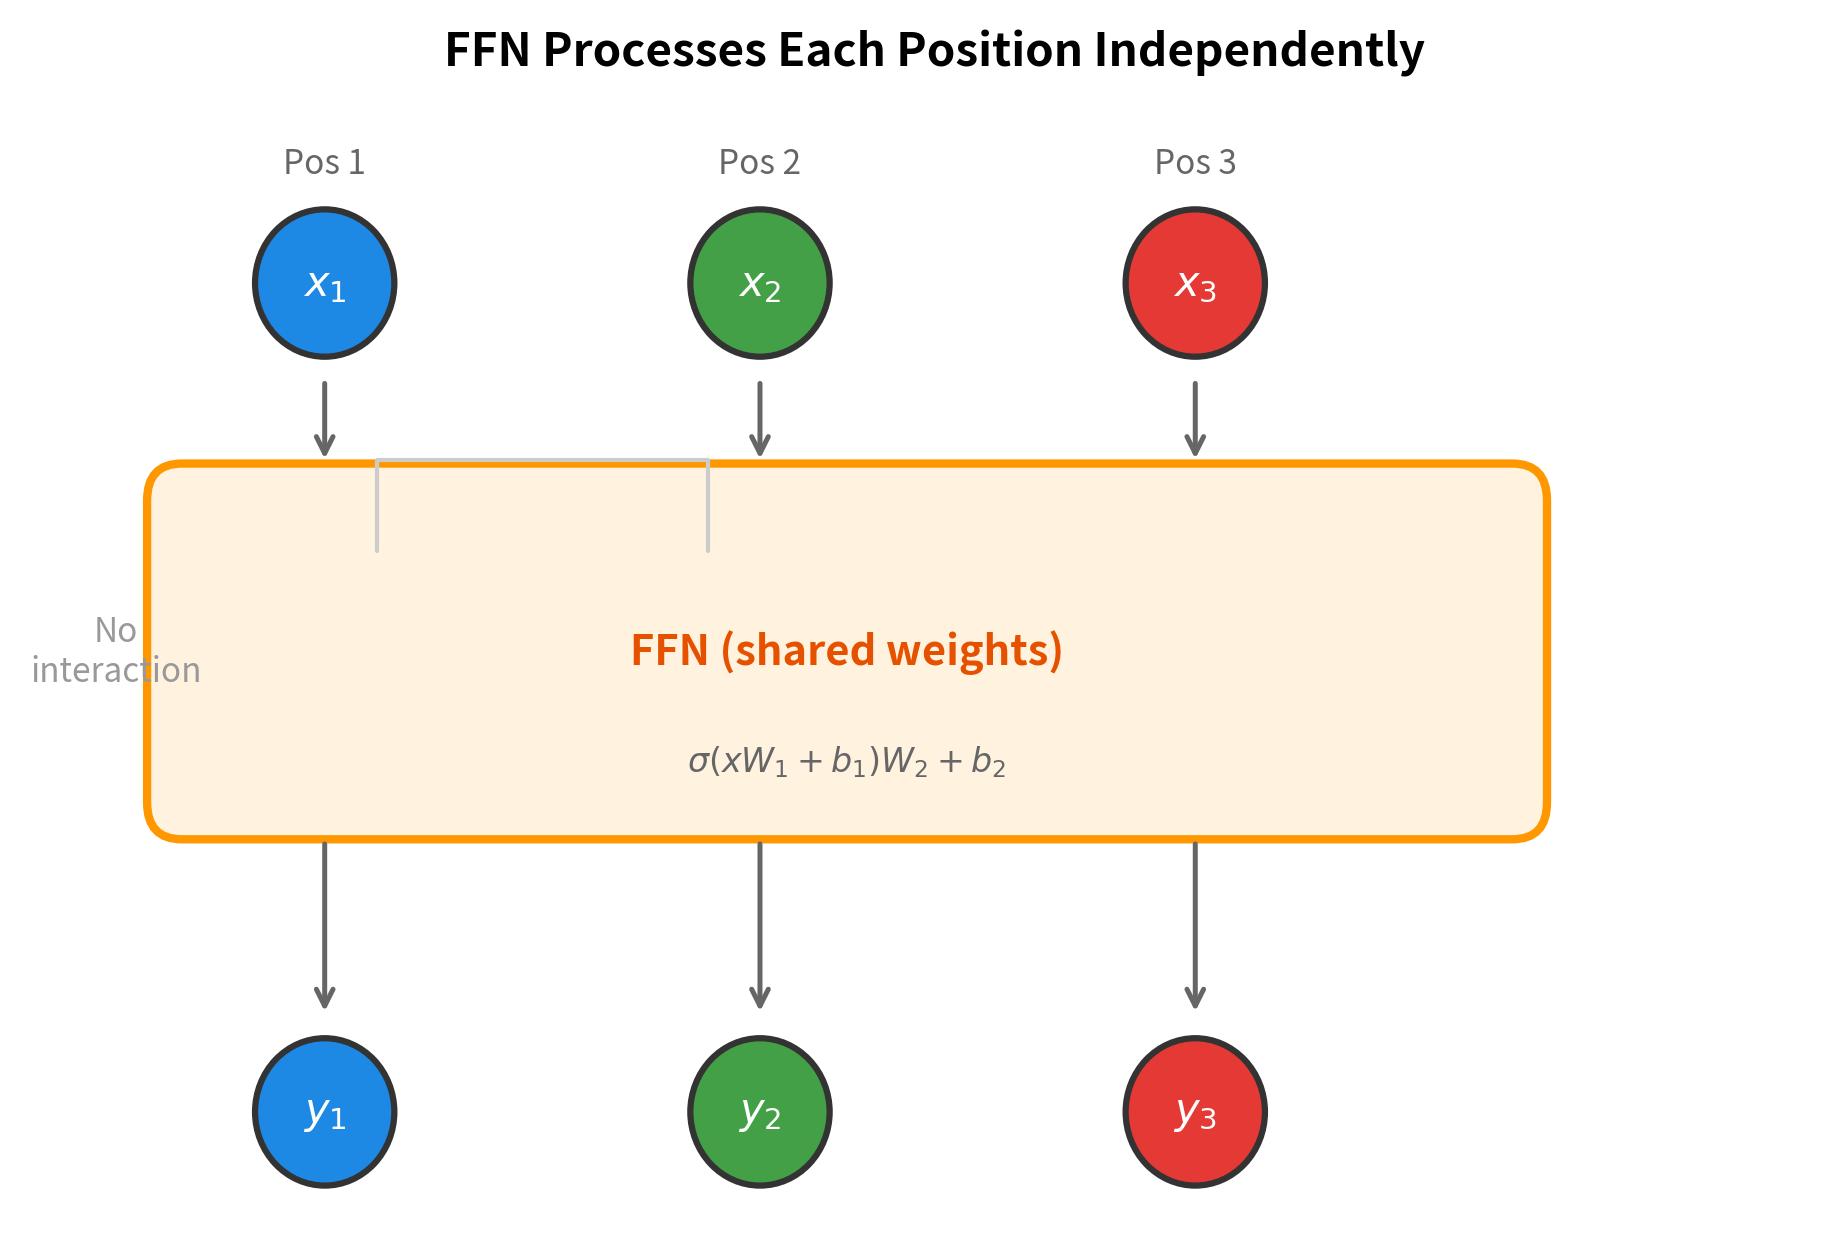 FFN Processes Each Position Independently
Pos 1 Pos 2 Pos 3
x₁ x₂ x₃
No
interaction
FFN (shared weights)
σ(xW₁ + b₁)W₂ + b₂
y₁ y₂ y₃